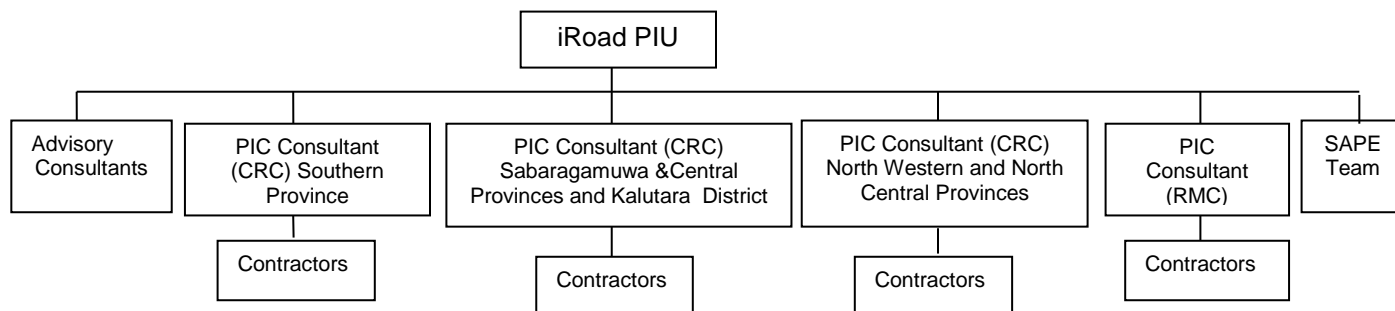 iRoad PIU
Advisory
Consultants
PIC Consultant
(CRC) Southern
Province
PIC Consultant (CRC)
Sabaragamuwa &Central
Provinces and Kalutara District
PIC Consultant (CRC)
North Western and North
Central Provinces
PIC
Consultant
(RMC)
SAPE
Team
Contractors
Contractors
Contractors
Contractors